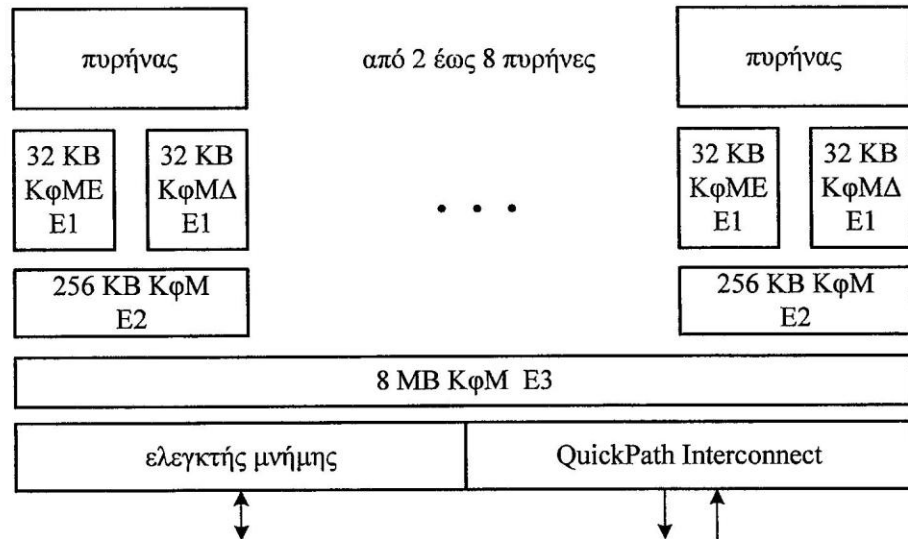 πυρήνας
από 2 έως 8 πυρήνες
πυρήνας
32 KB
ΚφΜΕ
Ε1
32 KB
ΚφΜΔ
Ε1
. . .
32 KB
ΚφΜΕ
Ε1
32 KB
ΚφΜΔ
Ε1
256 KB ΚφΜ
Ε2
256 KB ΚφΜ
Ε2
8 MB ΚφΜ Ε3
ελεγκτής μνήμης
QuickPath Interconnect